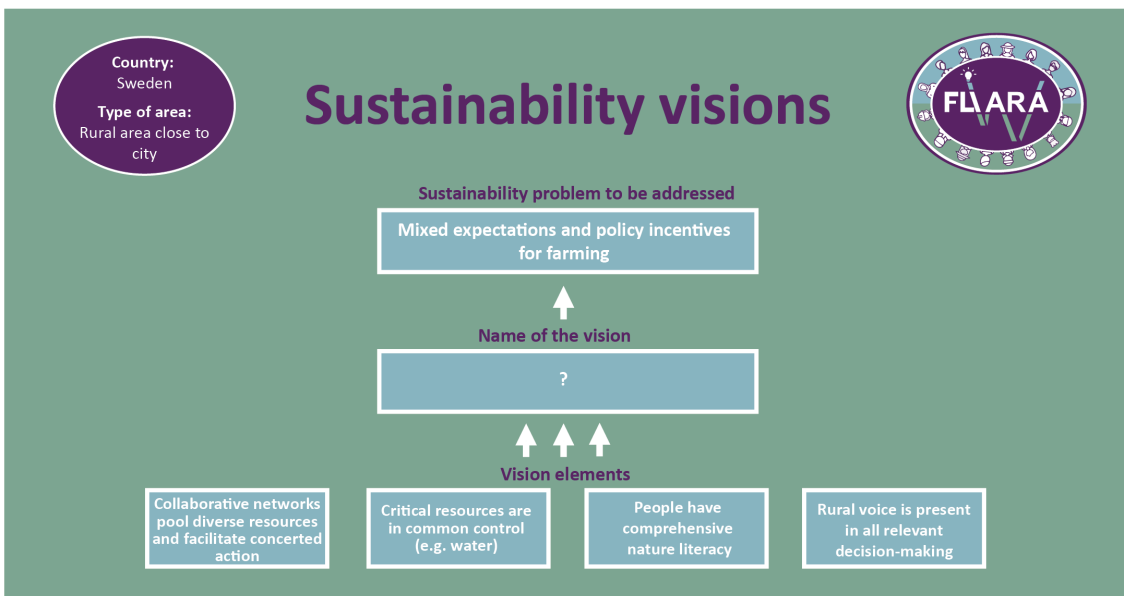 Country:
Sweden
Type of area:
Rural area close to
city
Sustainability visions
FLIARA
Sustainability problem to be addressed
Mixed expectations and policy incentives
for farming
Name of the vision
?
Vision elements
Collaborative networks
pool diverse resources
and facilitate concerted
action
Critical resources are
in common control
(e.g. water)
People have
comprehensive
nature literacy
Rural voice is present
in all relevant
decision-making